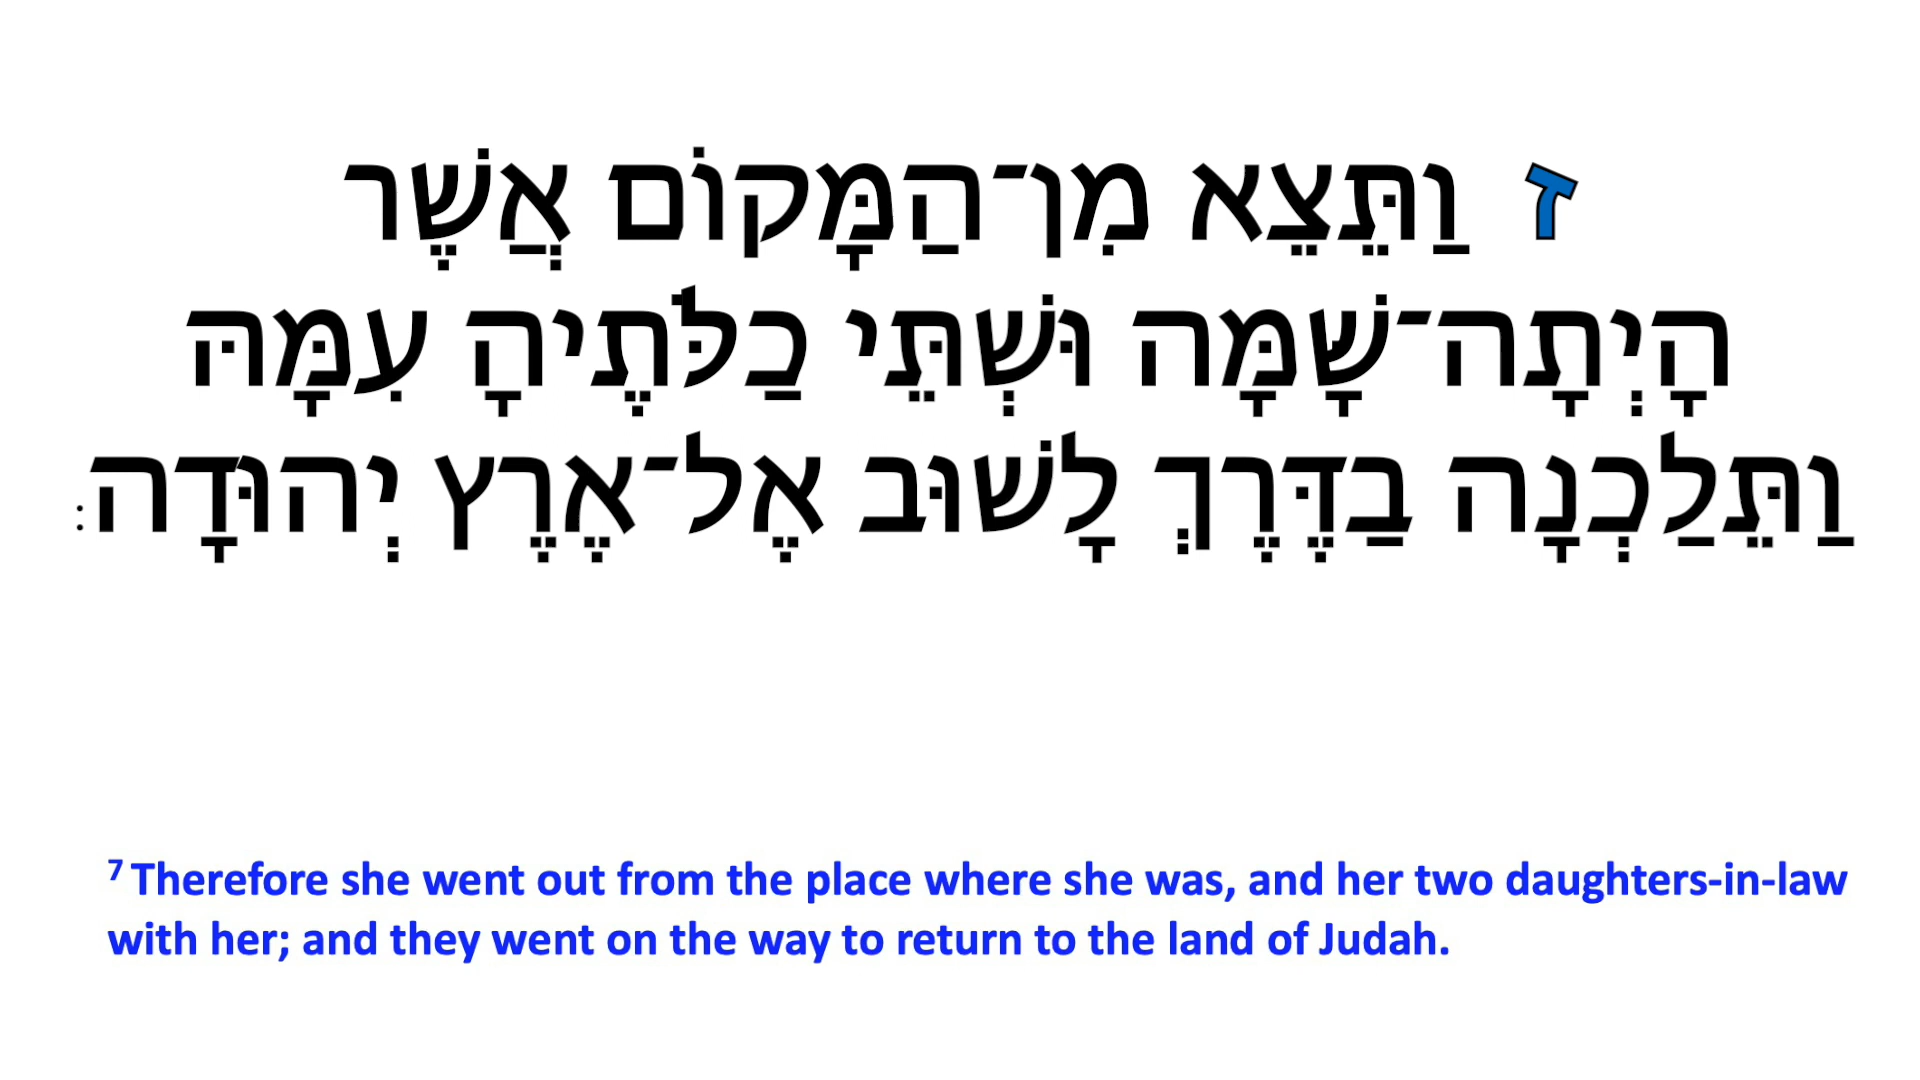 ז וַתֵּצֵא מִן־הַמָּקוֹם אֲשֶׁר
הָיְתָה־שָׁמָּה וּשְׁתֵּי כַלֹּתֶיהָ עִמָּהּ
וַתֵּלַכְנָה בַדֶּרֶךְ לָשׁוּב אֶל־אֶרֶץ יְהוּדָה:
7 Therefore she went out from the place where she was, and her two daughters-in-law
with her; and they went on the way to return to the land of Judah.